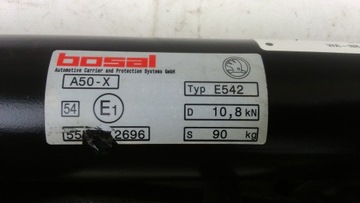 bosal
Automotive Carrier and Protection Systems GmbH
A50-X Typ E542
54 E1 D 10,8 kN
2696 S 90 kg